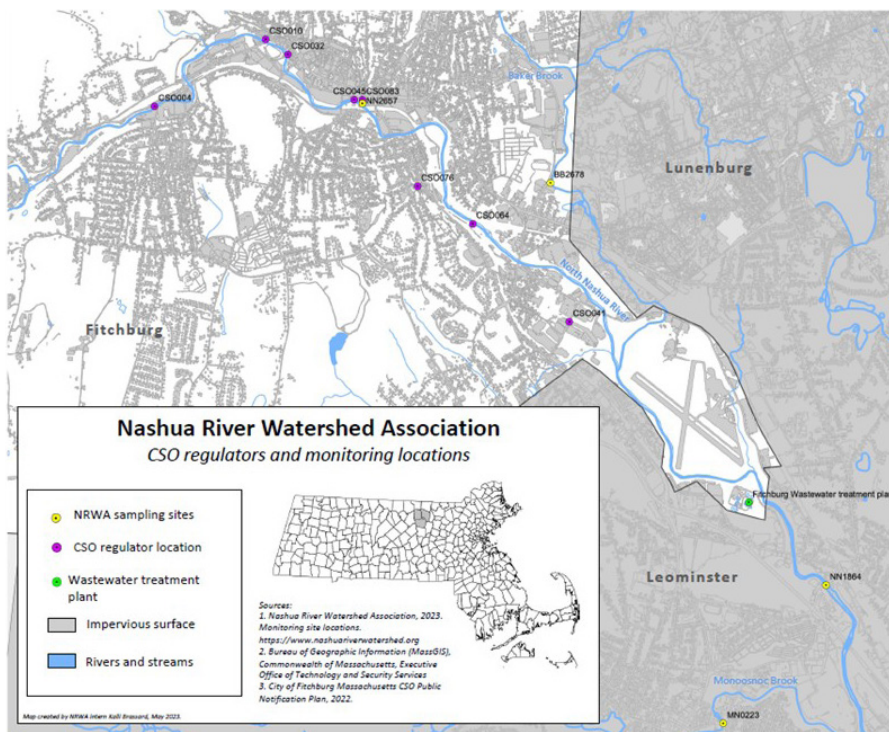 CSO010
CSO032
CSO004
CSO045CSO083
NN2657
Baker Brook
CSO076
BB2678
Lunenburg
CSO064
North Nashua River
CSO041
Fitchburg
Fitchburg Wastewater treatment plan
NN1864
Leominster
Monoosnoc Brook
MN0223
Nashua River Watershed Association
CSO regulators and monitoring locations
NRWA sampling sites
CSO regulator location
Wastewater treatment
plant
Impervious surface
Rivers and streams
Sources:
1. Nashua River Watershed Association, 2023.
Monitoring site locations.
https://www.nashuariverwatershed.org
2. Bureau of Geographic Information (MassGIS),
Commonwealth of Massachusetts, Executive
Office of Technology and Security Services
3. City of Fitchburg Massachusetts CSO Public
Notification Plan, 2022.
Map created by NRWA Intern Kalli Brassard, May 2023.